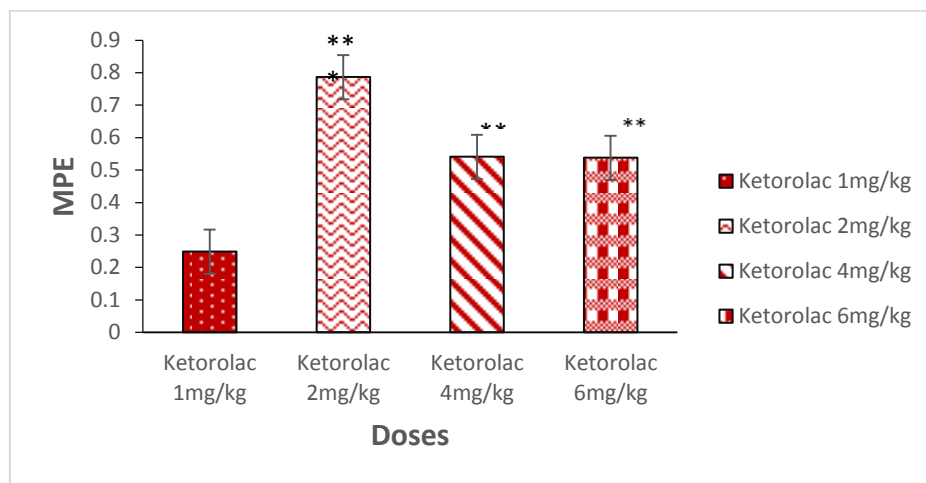 0.9
0.8
0.7
0.6
0.5
0.4
0.3
0.2
0.1
0
MPE
**
*
**
**
Ketorolac 1mg/kg
Ketorolac 2mg/kg
Ketorolac 4mg/kg
Ketorolac 6mg/kg
Ketorolac
1mg/kg
Ketorolac
2mg/kg
Ketorolac
4mg/kg
Ketorolac
6mg/kg
Doses